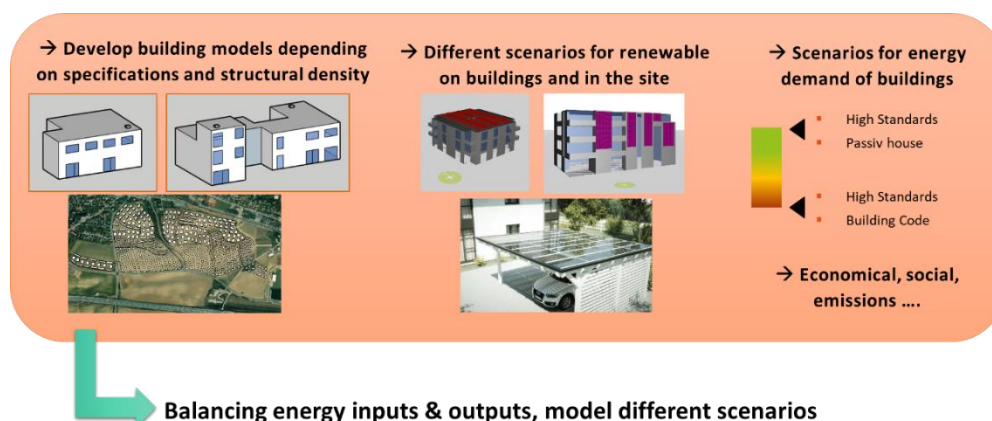 → Develop building models depending
on specifications and structural density
→ Different scenarios for renewable
on buildings and in the site
→ Scenarios for energy
demand of buildings
▪ High Standards
▪ Passiv house
▪ High Standards
▪ Building Code
→ Economical, social,
emissions ....
Balancing energy inputs & outputs, model different scenarios